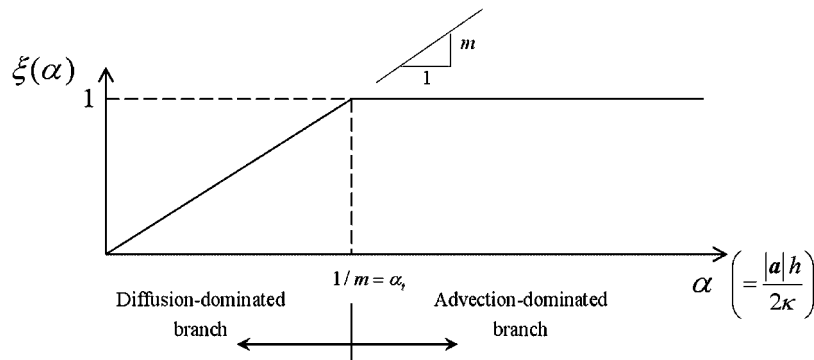 ξ(α)
1
m
1
1/m = α_t
α (= |a| h / 2κ)
Diffusion-dominated
branch
Advection-dominated
branch